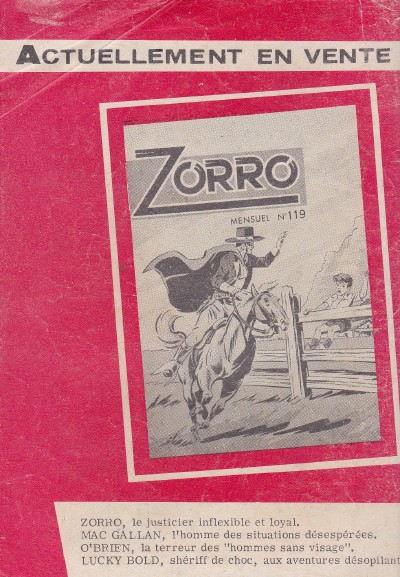 ACTUELLEMENT EN VENTE
ZORRO
MENSUEL N°119
ZORRO, le justicier inflexible et loyal.
MAC GALLAN, l'homme des situations désespérées.
O'BRIEN, la terreur des "hommes sans visage".
LUCKY BOLD, shériff de choc, aux aventures désopilant